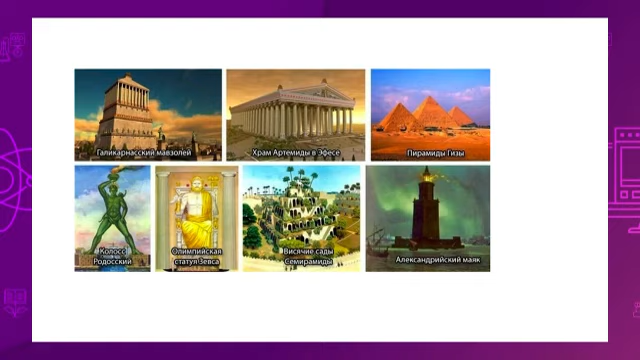 Галикарнасский мавзолей
Храм Артемиды в Эфесе
Пирамиды Гизы
Колосс
Родосский
Олимпийская
статуя Зевса
Висячие сады
Семирамиды
Александрийский маяк